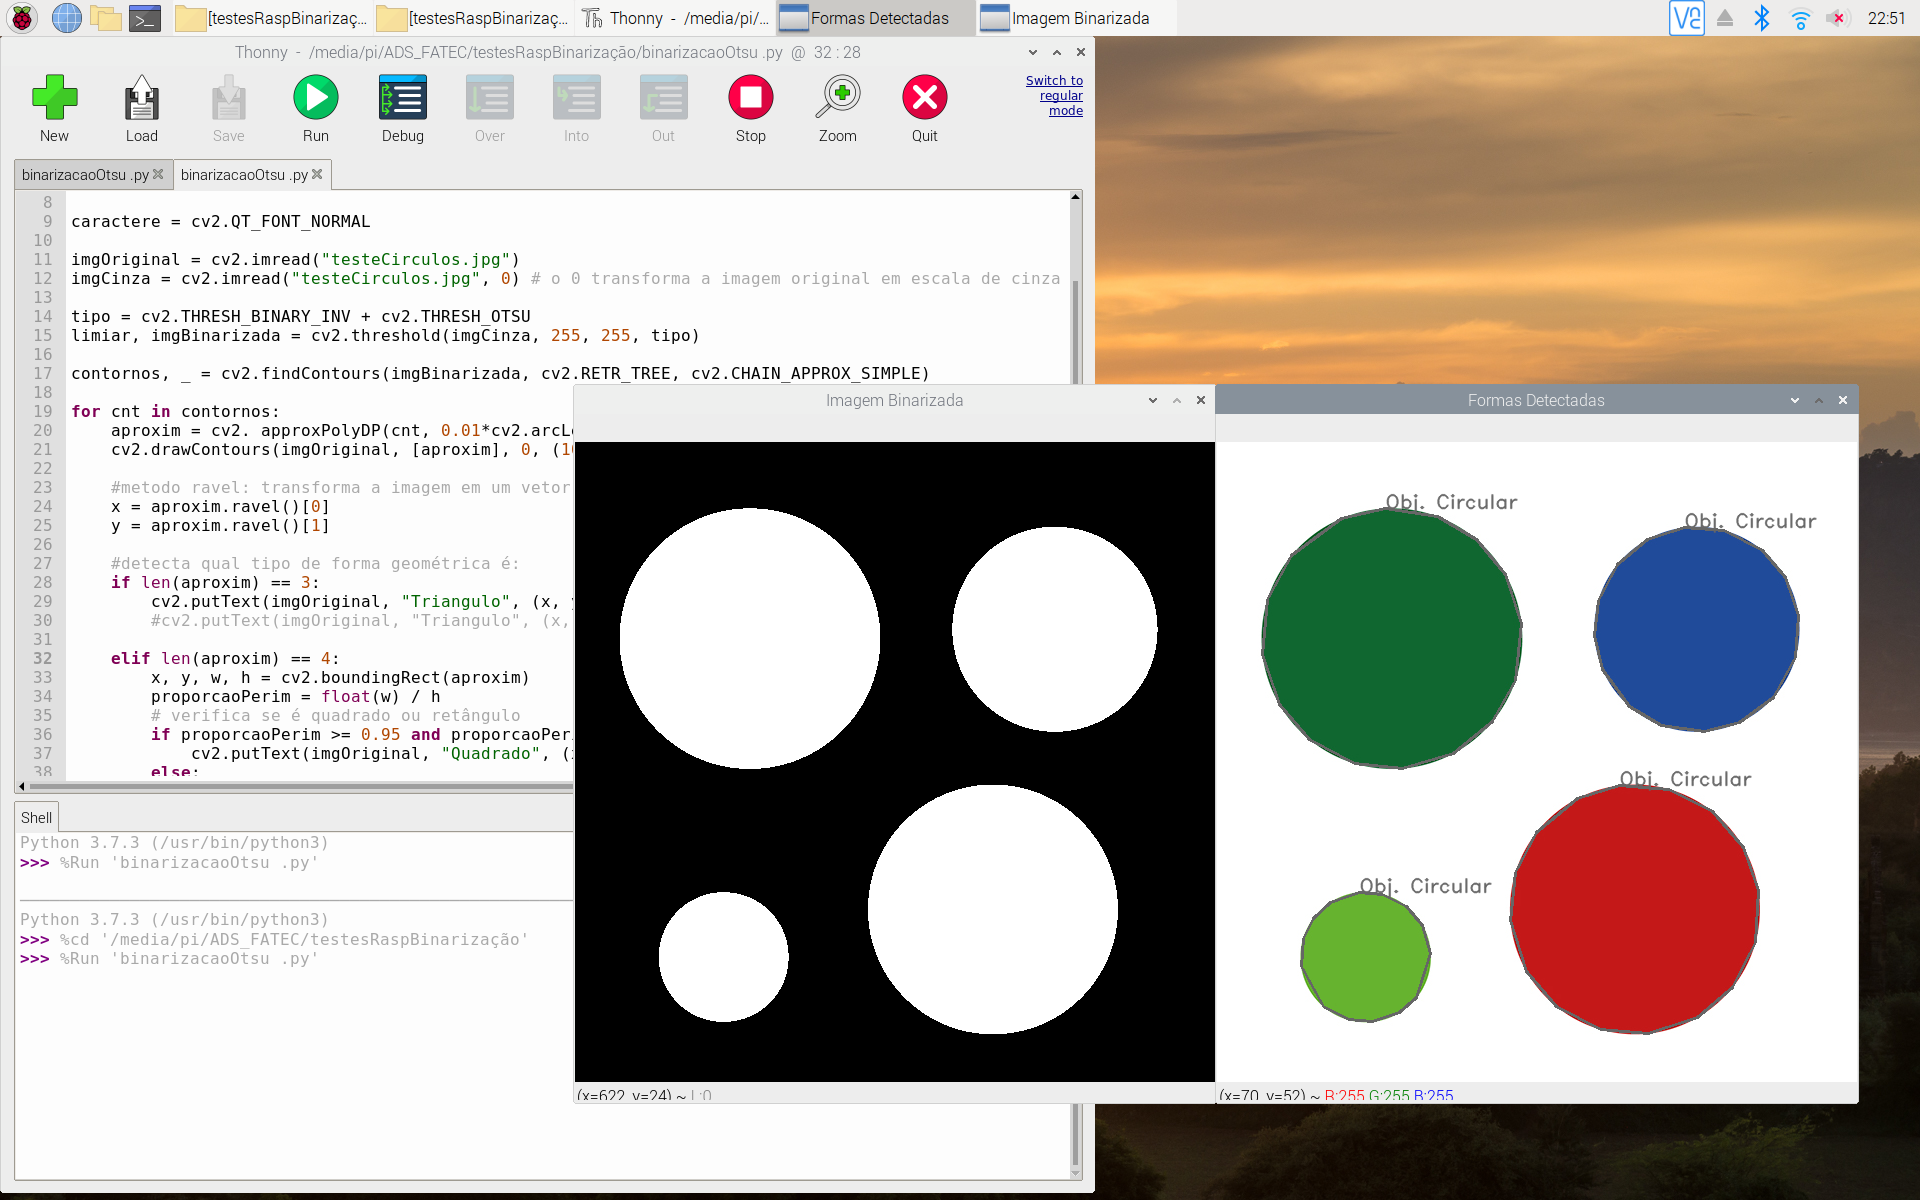 [testesRaspBinarizaç...
[testesRaspBinarizaç...
Thonny - /media/pi/...
Formas Detectadas
Imagem Binarizada
22:51
Thonny - /media/pi/ADS_FATEC/testesRaspBinarização/binarizacaoOtsu .py @ 32 : 28
New
Load
Save
Run
Debug
Over
Into
Out
Stop
Zoom
Quit
Switch to
regular
mode
binarizacaoOtsu .py
binarizacaoOtsu .py
8
9 caractere = cv2.QT_FONT_NORMAL
10
11 imgOriginal = cv2.imread("testeCirculos.jpg")
12 imgCinza = cv2.imread("testeCirculos.jpg", 0) # o 0 transforma a imagem original em escala de cinza
13
14 tipo = cv2.THRESH_BINARY_INV + cv2.THRESH_OTSU
15 limiar, imgBinarizada = cv2.threshold(imgCinza, 255, 255, tipo)
16
17 contornos, _ = cv2.findContours(imgBinarizada, cv2.RETR_TREE, cv2.CHAIN_APPROX_SIMPLE)
18
19 for cnt in contornos:
20 aproxim = cv2. approxPolyDP(cnt, 0.01*cv2.arcL
21 cv2.drawContours(imgOriginal, [aproxim], 0, (1
22
23 #metodo ravel: transforma a imagem em um vetor
24 x = aproxim.ravel()[0]
25 y = aproxim.ravel()[1]
26
27 #detecta qual tipo de forma geométrica é:
28 if len(aproxim) == 3:
29 cv2.putText(imgOriginal, "Triangulo", (x, y
30 #cv2.putText(imgOriginal, "Triangulo", (x,
31
32 elif len(aproxim) == 4:
33 x, y, w, h = cv2.boundingRect(aproxim)
34 proporcaoPerim = float(w) / h
35 # verifica se é quadrado ou retângulo
36 if proporcaoPerim >= 0.95 and proporcaoPer
37 cv2.putText(imgOriginal, "Quadrado", (
38 else:
Shell
Python 3.7.3 (/usr/bin/python3)
>>> %Run 'binarizacaoOtsu .py'
Python 3.7.3 (/usr/bin/python3)
>>> %cd '/media/pi/ADS_FATEC/testesRaspBinarização'
>>> %Run 'binarizacaoOtsu .py'
Imagem Binarizada
(x=622, y=24) ~ L:0
Formas Detectadas
Obj. Circular
Obj. Circular
Obj. Circular
Obj. Circular
(x=70, y=52) ~ R:255 G:255 B:255